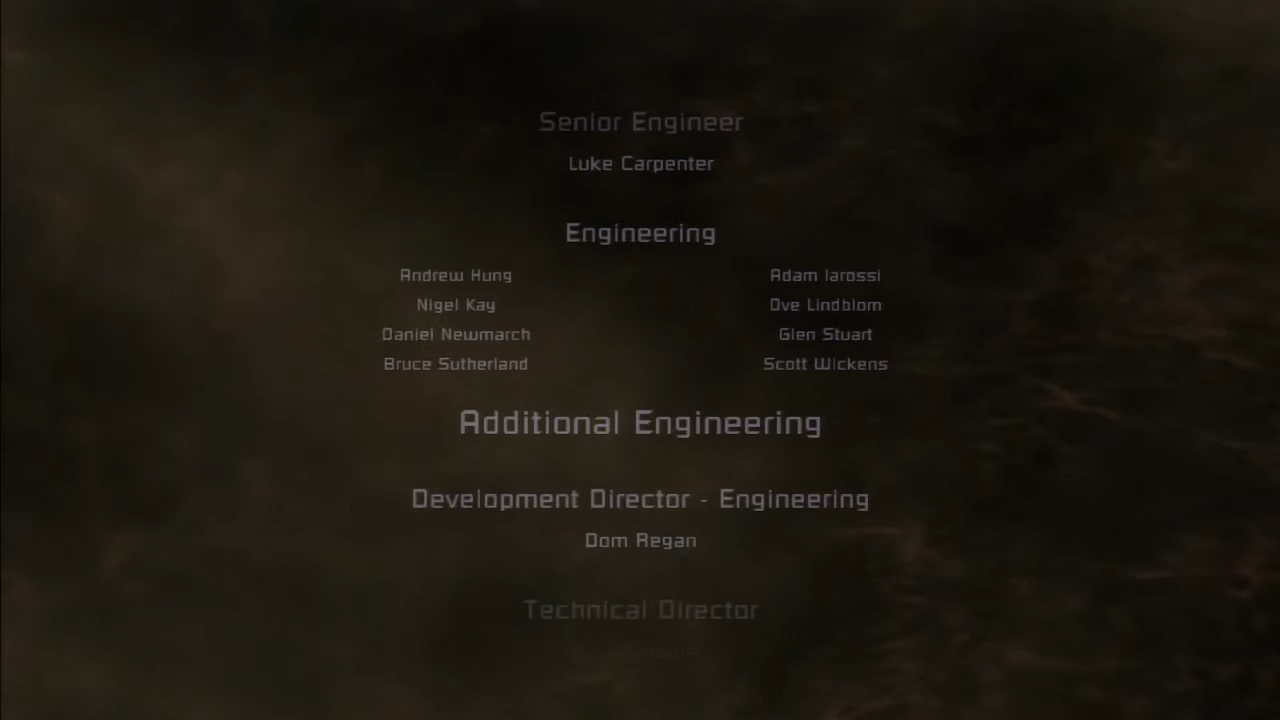 Senior Engineer
Luke Carpenter
Engineering
Andrew Hung Adam Iarossi
Nigel Kay Ove Lindblom
Daniel Newmarch Glen Stuart
Bruce Sutherland Scott Wickens
Additional Engineering
Development Director - Engineering
Dom Regan
Technical Director